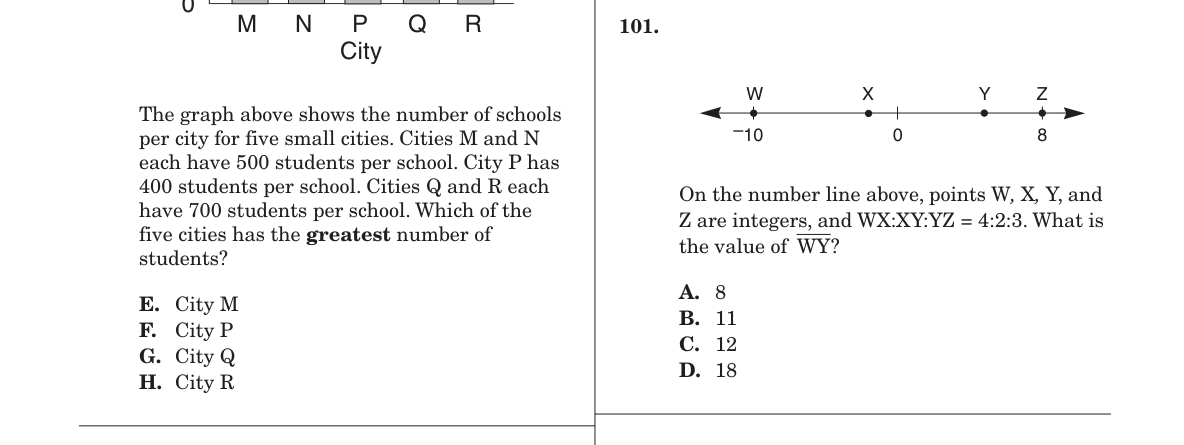 0
M N P Q R
City
The graph above shows the number of schools
per city for five small cities. Cities M and N
each have 500 students per school. City P has
400 students per school. Cities Q and R each
have 700 students per school. Which of the
five cities has the greatest number of
students?
E. City M
F. City P
G. City Q
H. City R
101.
W X Y Z
–10 0 8
On the number line above, points W, X, Y, and
Z are integers, and WX:XY:YZ = 4:2:3. What is
the value of WY?
A. 8
B. 11
C. 12
D. 18